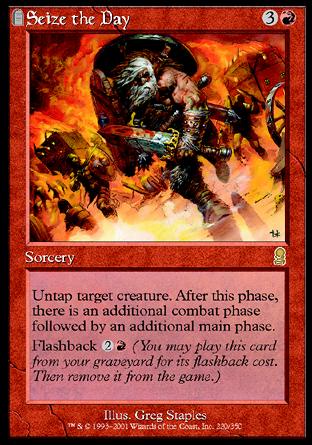 Seize the Day 3
Sorcery
Untap target creature. After this phase,
there is an additional combat phase
followed by an additional main phase.
Flashback 2 (You may play this card
from your graveyard for its flashback cost.
Then remove it from the game.)
Illus. Greg Staples
™ & © 1993–2001 Wizards of the Coast, Inc. 220/350